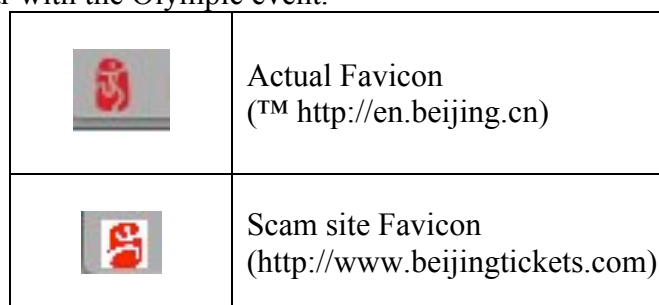 with the Olympic event.
Actual Favicon
(™ http://en.beijing.cn)
Scam site Favicon
(http://www.beijingtickets.com)